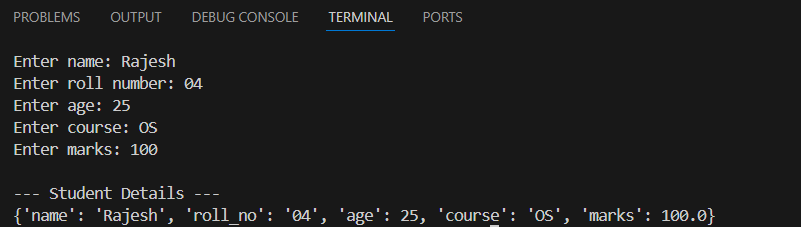 PROBLEMS OUTPUT DEBUG CONSOLE TERMINAL PORTS
Enter name: Rajesh
Enter roll number: 04
Enter age: 25
Enter course: OS
Enter marks: 100
--- Student Details ---
{'name': 'Rajesh', 'roll_no': '04', 'age': 25, 'course': 'OS', 'marks': 100.0}